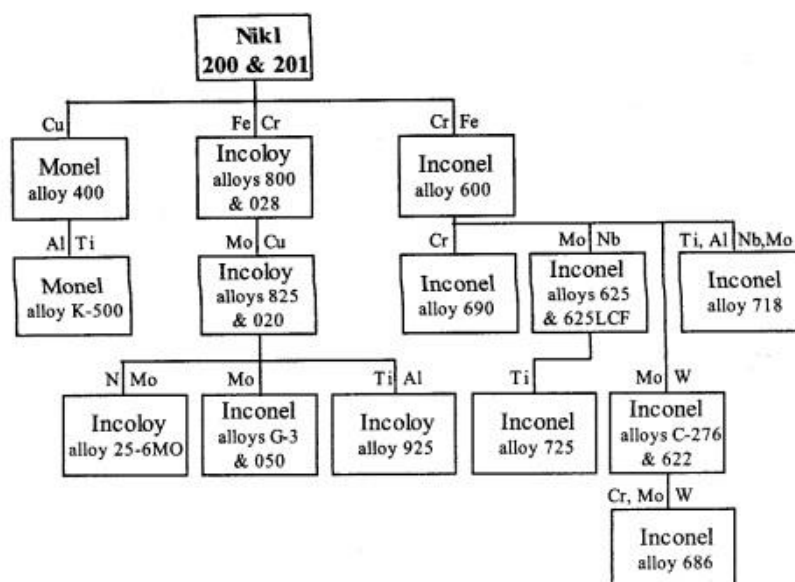 Nikl
200 & 201
Cu
Fe Cr
Cr Fe
Monel
alloy 400
Incoloy
alloys 800
& 028
Inconel
alloy 600
Al Ti
Mo Cu
Cr
Mo Nb
Ti, Al Nb,Mo
Monel
alloy K-500
Incoloy
alloys 825
& 020
Inconel
alloy 690
Inconel
alloys 625
& 625LCF
Inconel
alloy 718
N Mo
Mo
Ti Al
Ti
Mo W
Incoloy
alloy 25-6MO
Inconel
alloys G-3
& 050
Incoloy
alloy 925
Inconel
alloy 725
Inconel
alloys C-276
& 622
Cr, Mo W
Inconel
alloy 686